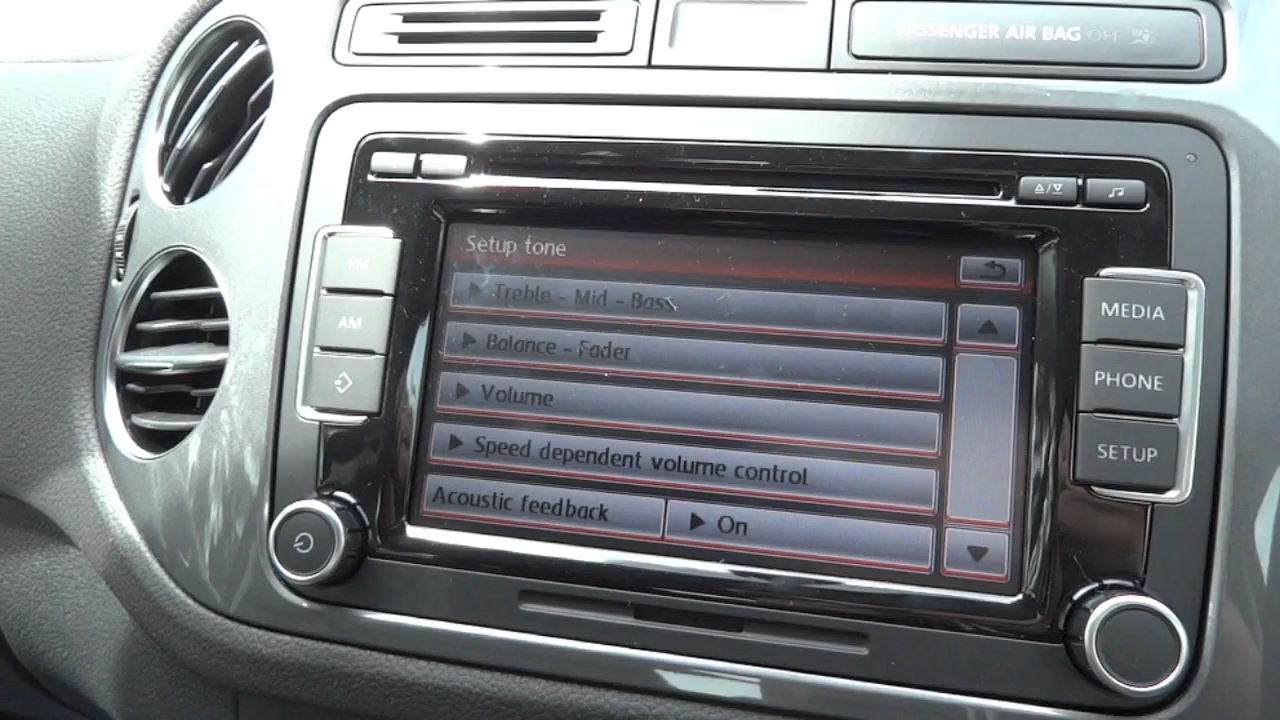 PASSENGER AIR BAG OFF
FM
AM
MEDIA
PHONE
SETUP
Setup tone
Treble - Mid - Bass
Balance - Fader
Volume
Speed dependent volume control
Acoustic feedback On